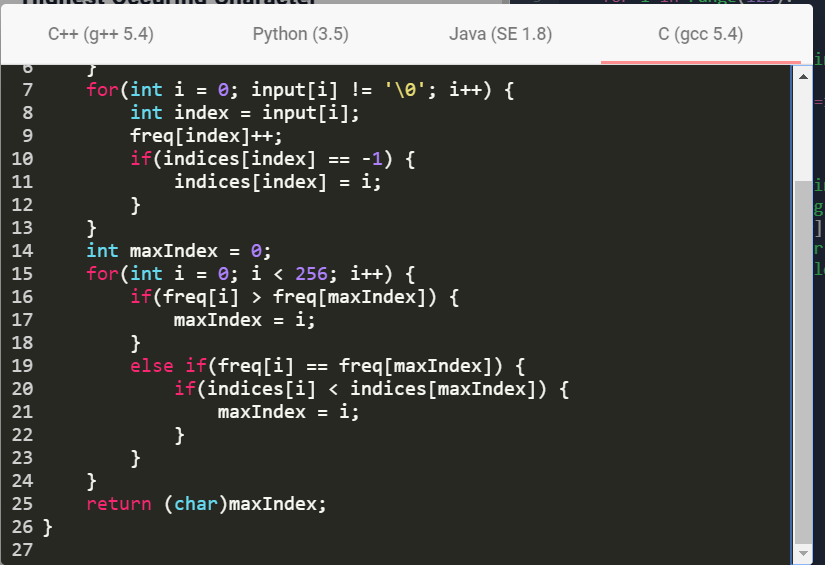 Highest Occuring Character
C++ (g++ 5.4) Python (3.5) Java (SE 1.8) C (gcc 5.4)
6     }
7     for(int i = 0; input[i] != '\0'; i++) {
8         int index = input[i];
9         freq[index]++;
10         if(indices[index] == -1) {
11             indices[index] = i;
12         }
13     }
14     int maxIndex = 0;
15     for(int i = 0; i < 256; i++) {
16         if(freq[i] > freq[maxIndex]) {
17             maxIndex = i;
18         }
19         else if(freq[i] == freq[maxIndex]) {
20             if(indices[i] < indices[maxIndex]) {
21                 maxIndex = i;
22             }
23         }
24     }
25     return (char)maxIndex;
26 }
27